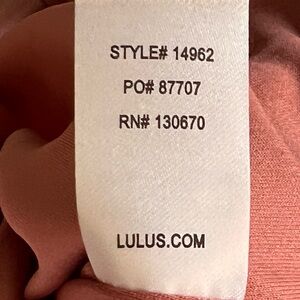 STYLE# 14962
PO# 87707
RN# 130670
LULUS.COM